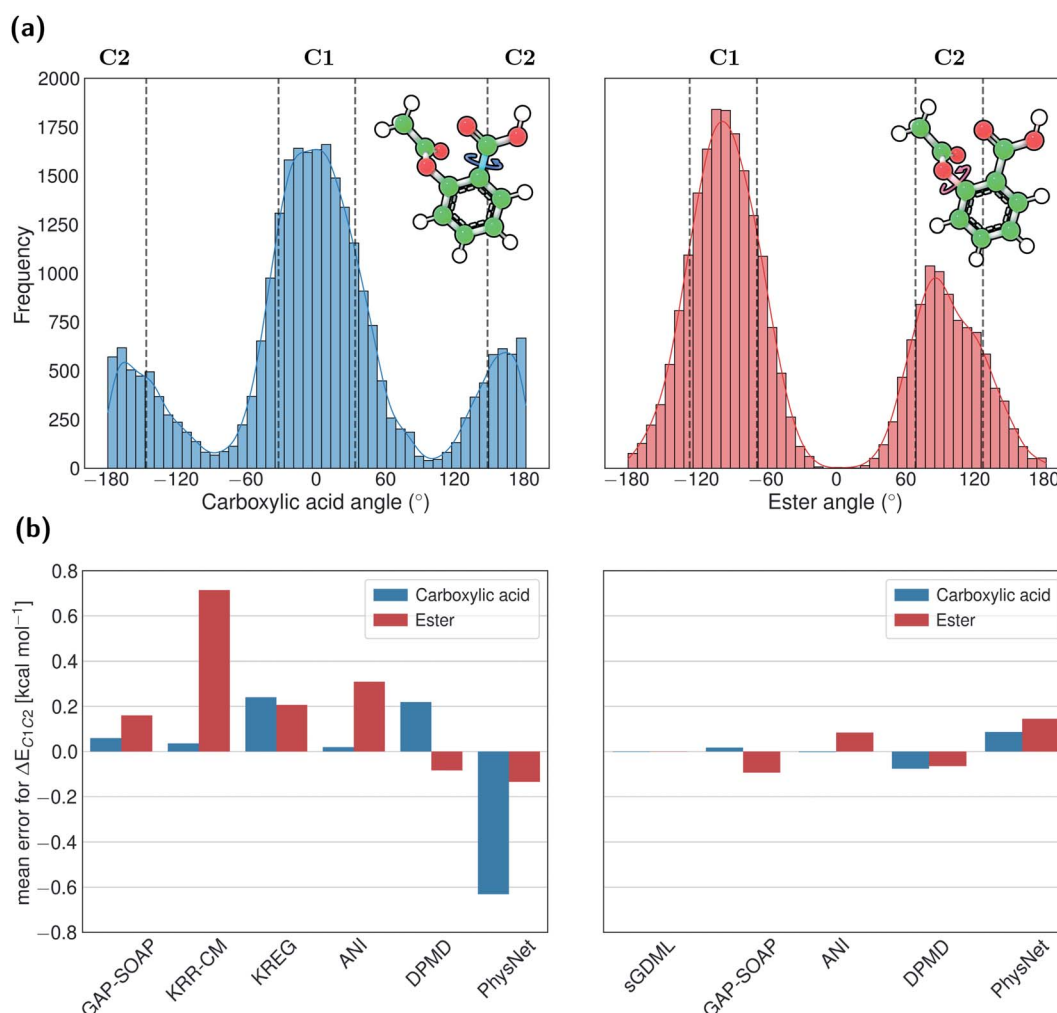 (a)
C2 C1 C2
C1 C2
2000
1750
1500
1250
1000
750
500
250
0
Frequency
−180 −120 −60 0 60 120 180
Carboxylic acid angle (°)
−180 −120 −60 0 60 120 180
Ester angle (°)
(b)
mean error for ΔE_C1C2 [kcal mol⁻¹]
0.8
0.6
0.4
0.2
0.0
−0.2
−0.4
−0.6
−0.8
Carboxylic acid
Ester
GAP-SOAP
KRR-CM
KREG
ANI
DPMD
PhysNet
Carboxylic acid
Ester
sGDML
GAP-SOAP
ANI
DPMD
PhysNet